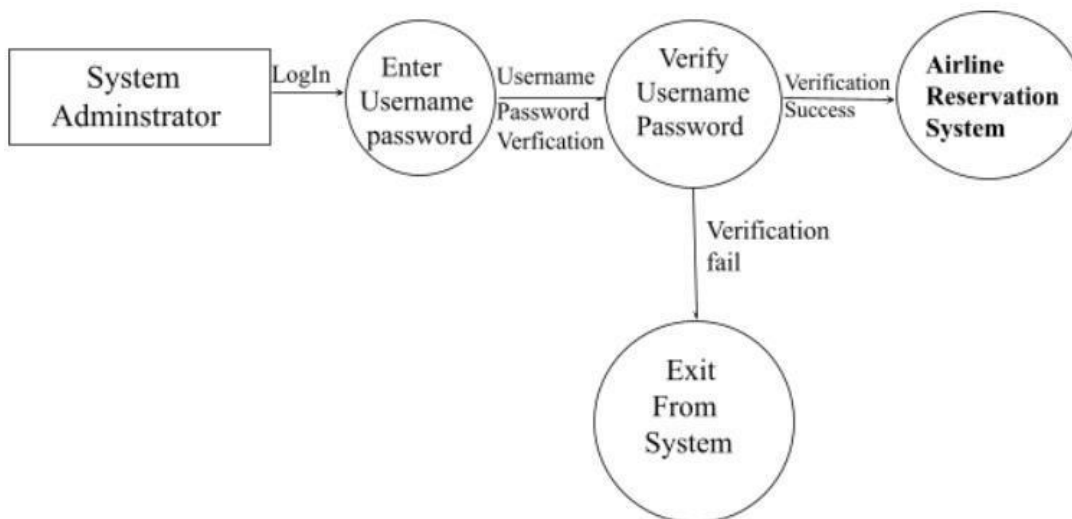 System
Adminstrator
LogIn
Enter
Username
password
Username
Password
Verfication
Verify
Username
Password
Verification
Success
Airline
Reservation
System
Verification
fail
Exit
From
System